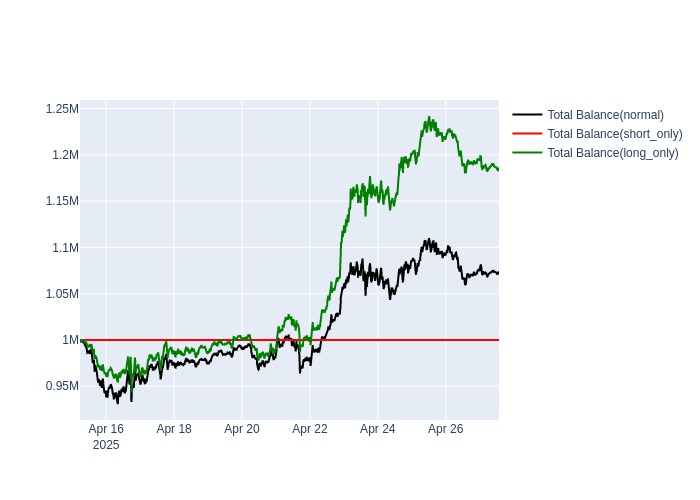 1.25M
1.2M
1.15M
1.1M
1.05M
1M
0.95M
Apr 16
2025
Apr 18
Apr 20
Apr 22
Apr 24
Apr 26
Total Balance(normal)
Total Balance(short_only)
Total Balance(long_only)